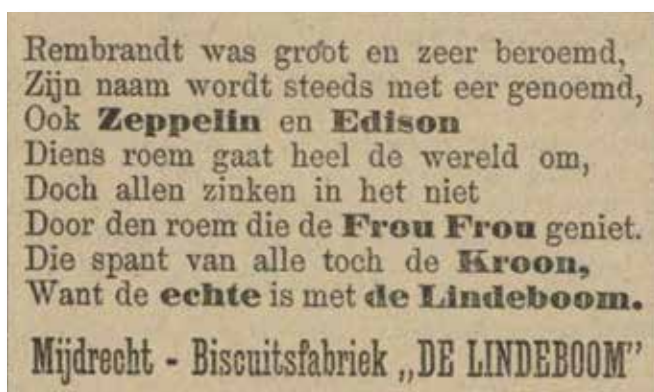 Rembrandt was groot en zeer beroemd,
Zijn naam wordt steeds met eer genoemd,
Ook Zeppelin en Edison
Diens roem gaat heel de wereld om,
Doch allen zinken in het niet
Door den roem die de Frou Frou geniet.
Die spant van alle toch de Kroon,
Want de echte is met de Lindeboom.
Mijdrecht - Biscuitsfabriek „DE LINDEBOOM”